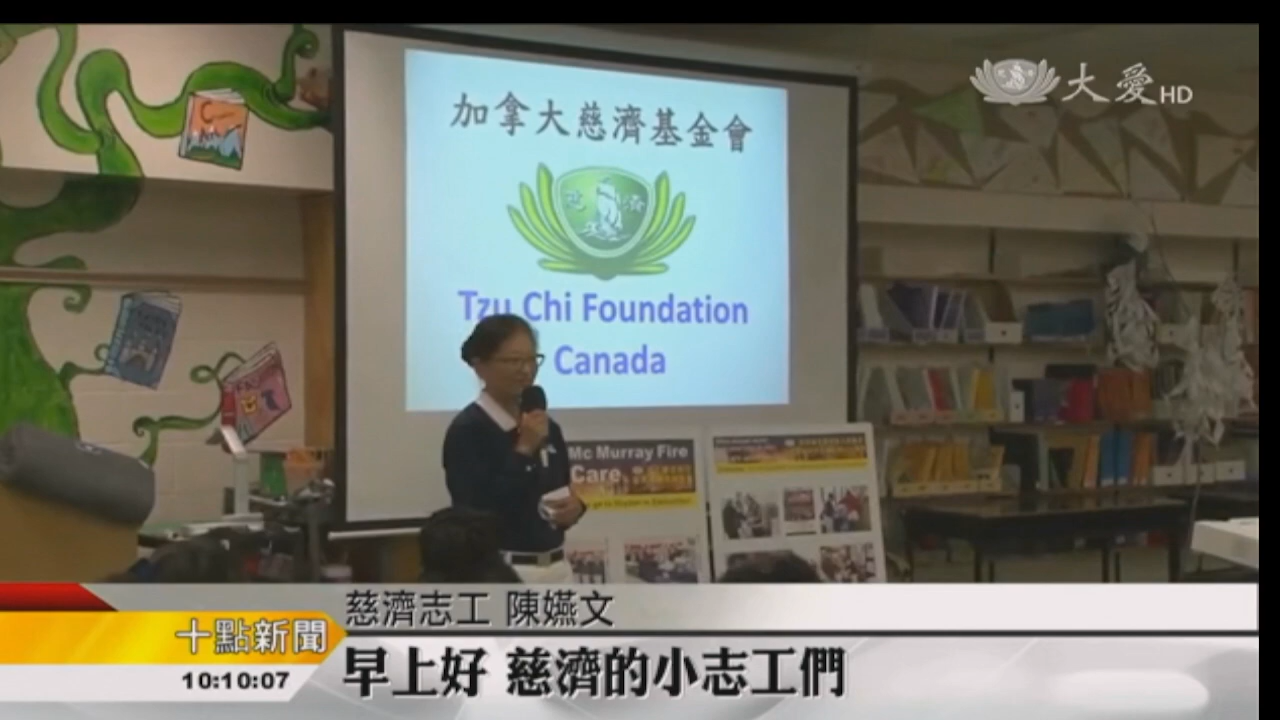 大愛HD
加拿大慈濟基金會
慈濟
Tzu Chi Foundation
Canada
Mc Murray Fire
Care
慈濟志工 陳嬿文
十點新聞
10:10:07
早上好 慈濟的小志工們